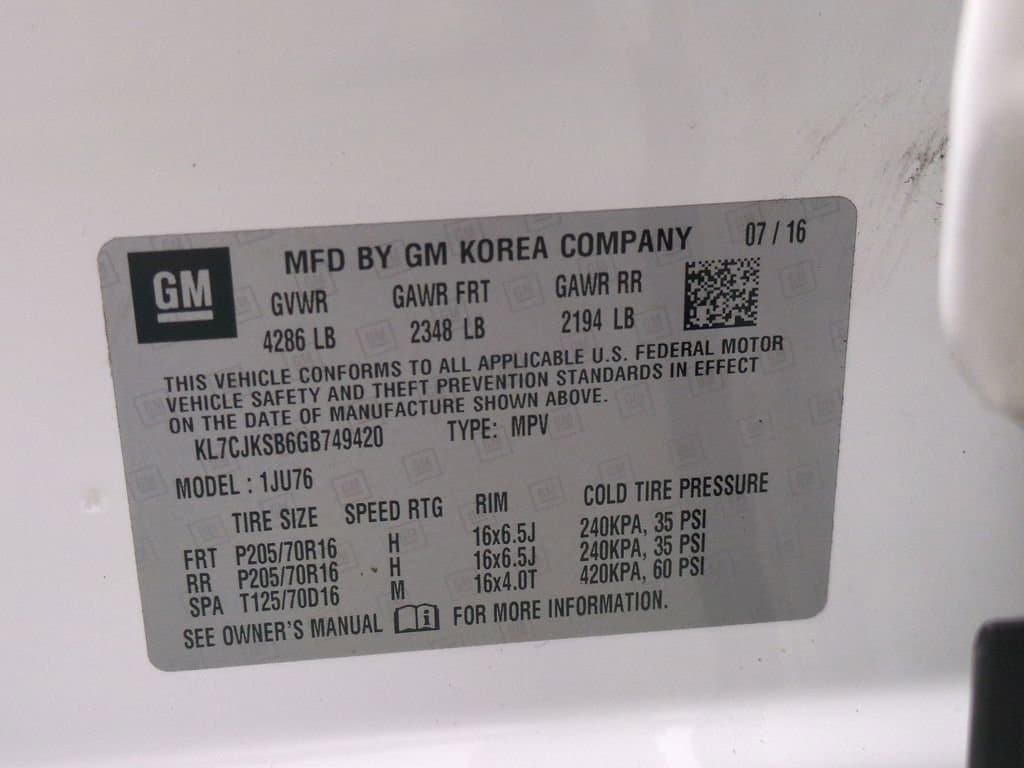 GM
MFD BY GM KOREA COMPANY 07 / 16
GVWR GAWR FRT GAWR RR
4286 LB 2348 LB 2194 LB
THIS VEHICLE CONFORMS TO ALL APPLICABLE U.S. FEDERAL MOTOR
VEHICLE SAFETY AND THEFT PREVENTION STANDARDS IN EFFECT
ON THE DATE OF MANUFACTURE SHOWN ABOVE.
KL7CJKSB6GB749420 TYPE: MPV
MODEL : 1JU76
TIRE SIZE SPEED RTG RIM COLD TIRE PRESSURE
FRT P205/70R16 H 16x6.5J 240KPA, 35 PSI
RR P205/70R16 H 16x6.5J 240KPA, 35 PSI
SPA T125/70D16 M 16x4.0T 420KPA, 60 PSI
SEE OWNER'S MANUAL FOR MORE INFORMATION.